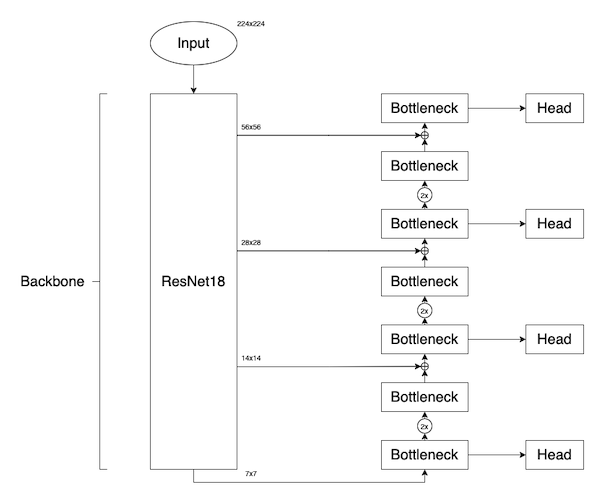 224x224
Input
Bottleneck
Head
56x56
Bottleneck
2x
Bottleneck
Head
28x28
Backbone
ResNet18
Bottleneck
2x
Bottleneck
Head
14x14
Bottleneck
2x
Bottleneck
Head
7x7